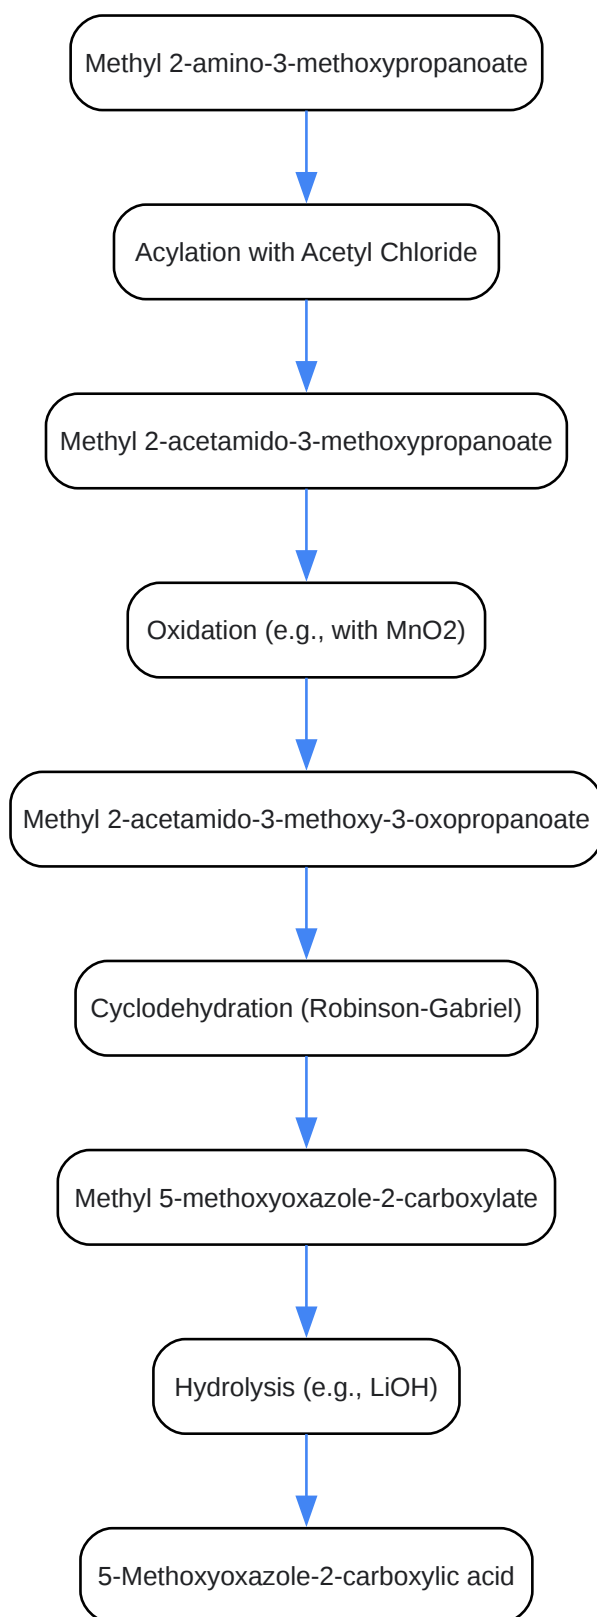 Methyl 2-amino-3-methoxypropanoate
Acylation with Acetyl Chloride
Methyl 2-acetamido-3-methoxypropanoate
Oxidation (e.g., with MnO2)
Methyl 2-acetamido-3-methoxy-3-oxopropanoate
Cyclodehydration (Robinson-Gabriel)
Methyl 5-methoxyoxazole-2-carboxylate
Hydrolysis (e.g., LiOH)
5-Methoxyoxazole-2-carboxylic acid